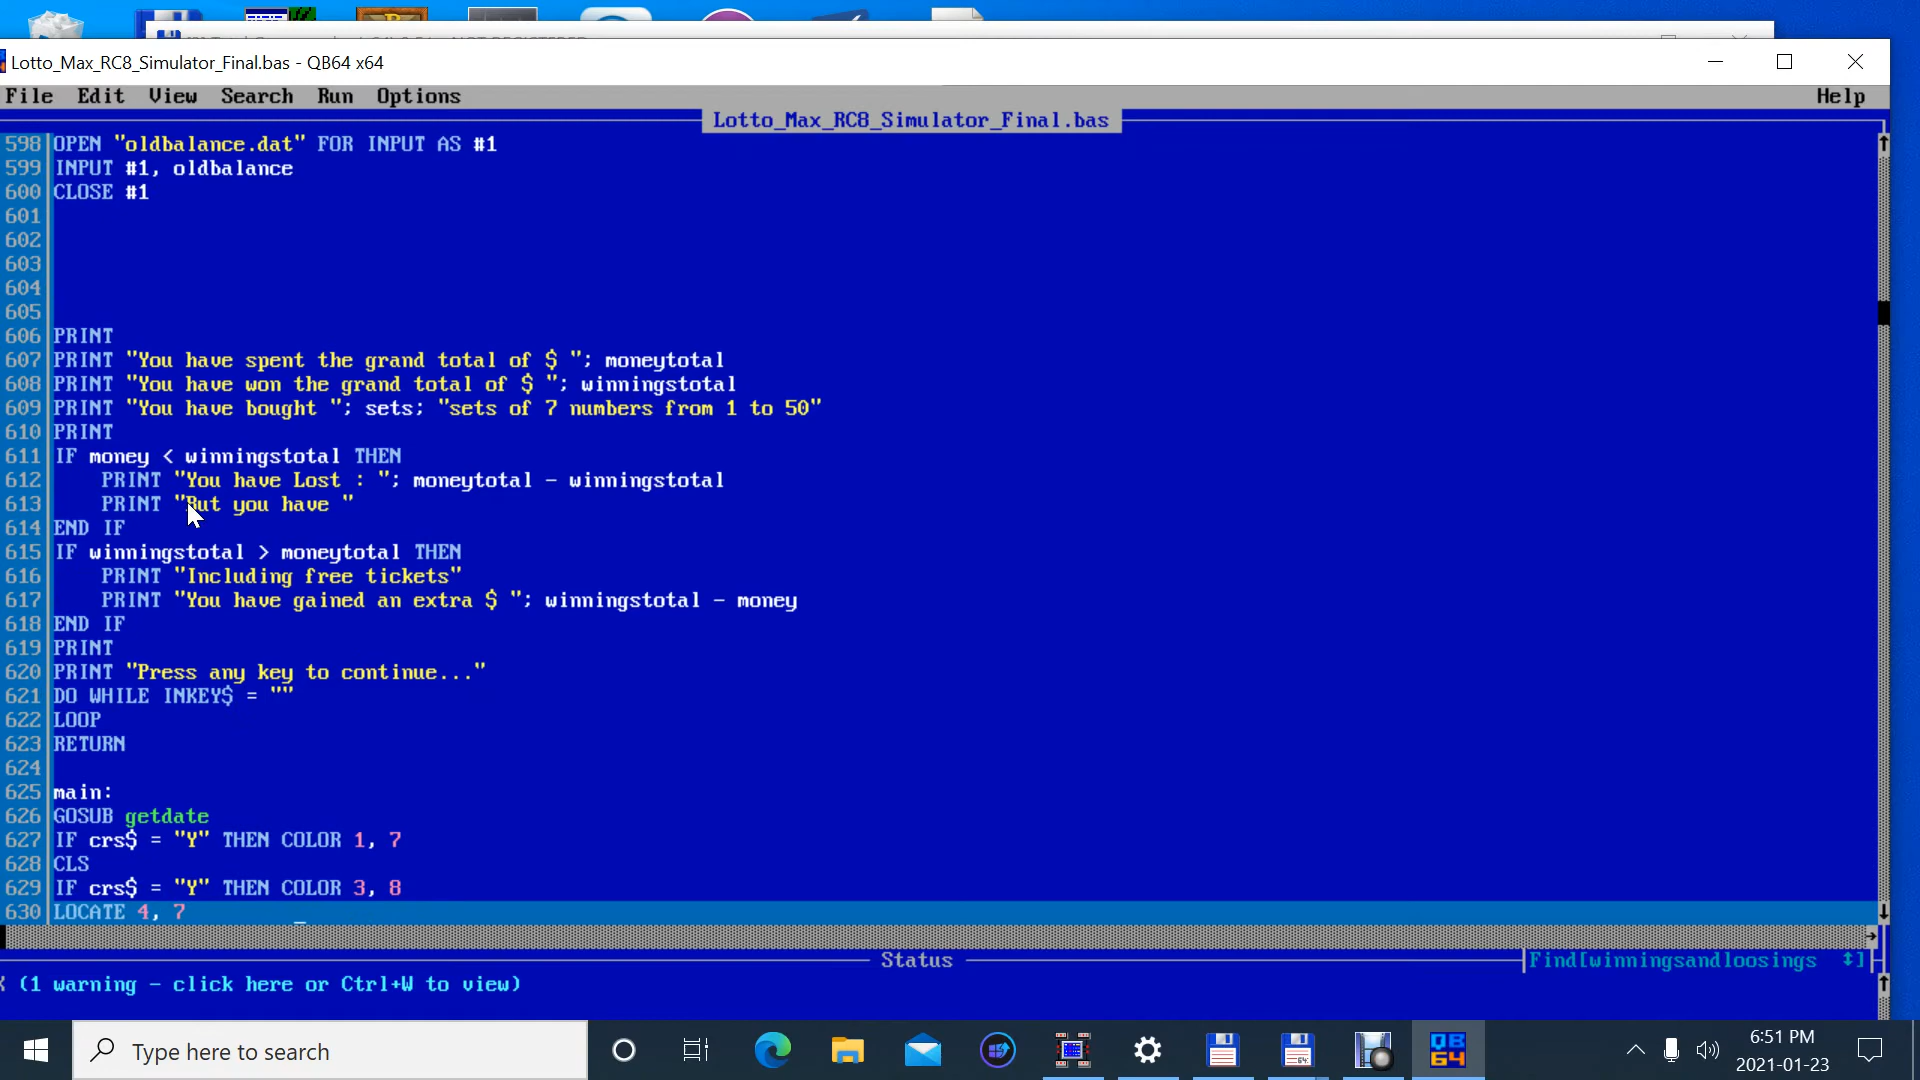 Lotto_Max_RC8_Simulator_Final.bas - QB64 x64
File Edit View Search Run Options Help
Lotto_Max_RC8_Simulator_Final.bas
598 OPEN "oldbalance.dat" FOR INPUT AS #1
599 INPUT #1, oldbalance
600 CLOSE #1
601
602
603
604
605
606 PRINT
607 PRINT "You have spent the grand total of $ "; moneytotal
608 PRINT "You have won the grand total of $ "; winningstotal
609 PRINT "You have bought "; sets; "sets of 7 numbers from 1 to 50"
610 PRINT
611 IF money < winningstotal THEN
612 PRINT "You have Lost : "; moneytotal - winningstotal
613 PRINT "But you have "
614 END IF
615 IF winningstotal > moneytotal THEN
616 PRINT "Including free tickets"
617 PRINT "You have gained an extra $ "; winningstotal - money
618 END IF
619 PRINT
620 PRINT "Press any key to continue..."
621 DO WHILE INKEY$ = ""
622 LOOP
623 RETURN
624
625 main:
626 GOSUB getdate
627 IF crs$ = "Y" THEN COLOR 1, 7
628 CLS
629 IF crs$ = "Y" THEN COLOR 3, 8
630 LOCATE 4, 7
Status
Find[winningsandloosings
(1 warning - click here or Ctrl+W to view)
Type here to search
QB64
6:51 PM
2021-01-23